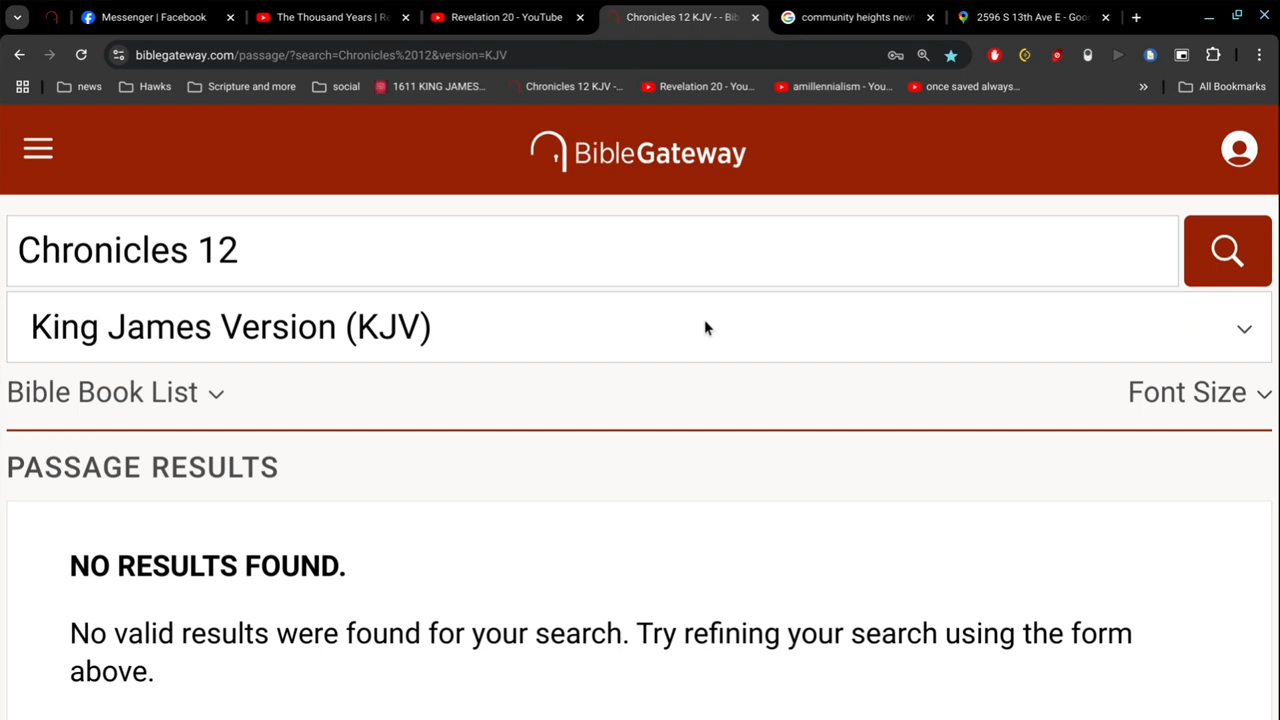 Messenger | Facebook
The Thousand Years | R
Revelation 20 - YouTube
Chronicles 12 KJV - - Bib
community heights new
2596 S 13th Ave E - Goo
biblegateway.com/passage/?search=Chronicles%2012&version=KJV
news
Hawks
Scripture and more
social
1611 KING JAMES...
Chronicles 12 KJV -...
Revelation 20 - You...
amillennialism - You...
once saved always...
All Bookmarks
BibleGateway
Chronicles 12
King James Version (KJV)
Bible Book List
Font Size
PASSAGE RESULTS
NO RESULTS FOUND.
No valid results were found for your search. Try refining your search using the form
above.